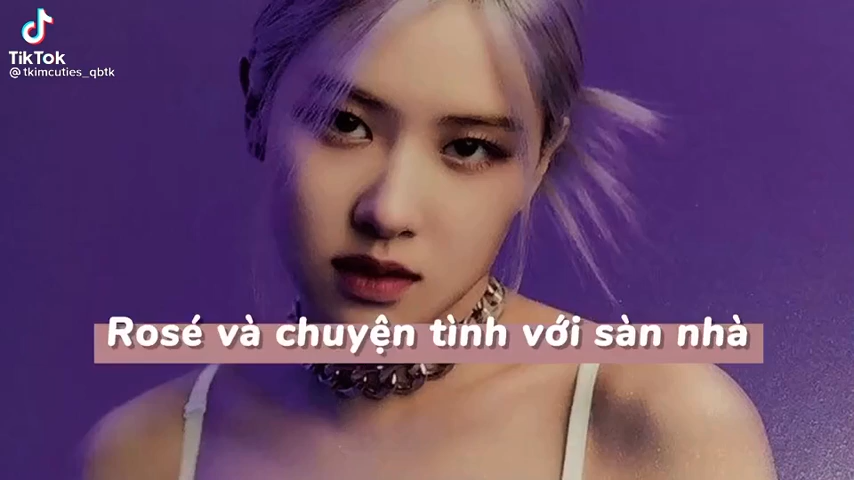 TikTok
@tkimcuties_qbtk
Rosé và chuyện tình với sàn nhà